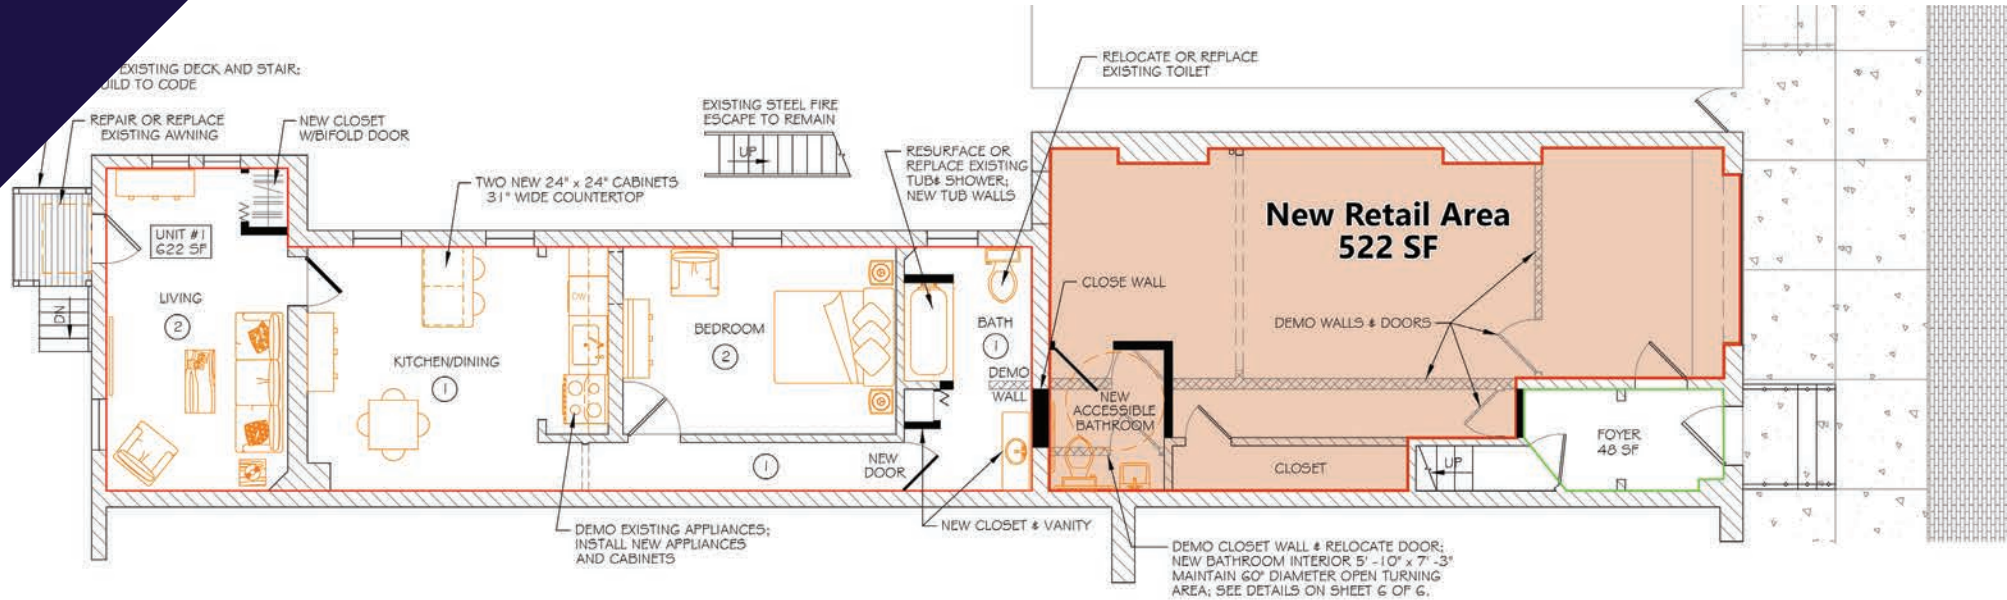 EXISTING DECK AND STAIR;
TO CODE
REPAIR OR REPLACE
EXISTING AWNING
NEW CLOSET
W/BIFOLD DOOR
EXISTING STEEL FIRE
ESCAPE TO REMAIN
UP
RELOCATE OR REPLACE
EXISTING TOILET
TWO NEW 24" x 24" CABINETS
31" WIDE COUNTERTOP
RESURFACE OR
REPLACE EXISTING
TUB& SHOWER;
NEW TUB WALLS
UNIT #1
622 SF
LIVING
2
DN
KITCHEN/DINING
1
DW
BEDROOM
2
BATH
1
DEMO
WALL
CLOSE WALL
New Retail Area
522 SF
DEMO WALLS & DOORS
NEW
ACCESSIBLE
BATHROOM
CLOSET
UP
FOYER
48 SF
1
NEW
DOOR
NEW CLOSET & VANITY
DEMO EXISTING APPLIANCES;
INSTALL NEW APPLIANCES
AND CABINETS
DEMO CLOSET WALL & RELOCATE DOOR;
NEW BATHROOM INTERIOR 5' -10" x 7' -3"
MAINTAIN 60" DIAMETER OPEN TURNING
AREA; SEE DETAILS ON SHEET 6 OF 6.